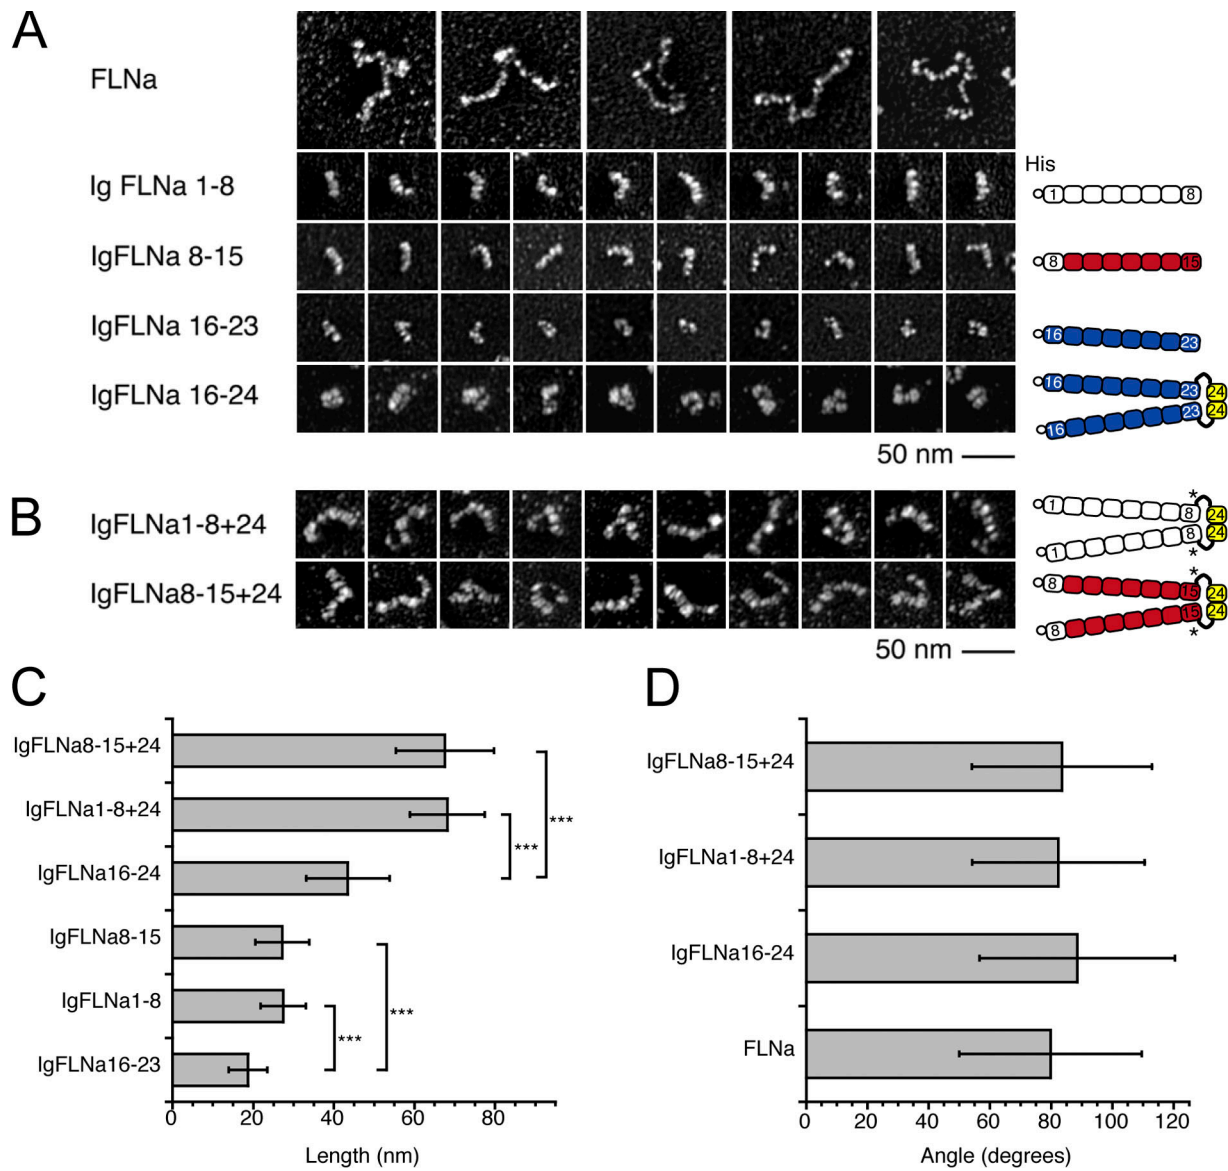 A
FLNa
Ig FLNa 1-8
His
1 8
IgFLNa 8-15
8 15
IgFLNa 16-23
16 23
IgFLNa 16-24
16 23 24
16 23 24
50 nm
B
IgFLNa1-8+24
*
1 8 24
1 8 24
*
IgFLNa8-15+24
*
8 15 24
8 15 24
*
50 nm
C
IgFLNa8-15+24
IgFLNa1-8+24
IgFLNa16-24
IgFLNa8-15
IgFLNa1-8
IgFLNa16-23
***
***
***
***
0 20 40 60 80
Length (nm)
D
IgFLNa8-15+24
IgFLNa1-8+24
IgFLNa16-24
FLNa
0 20 40 60 80 100 120
Angle (degrees)